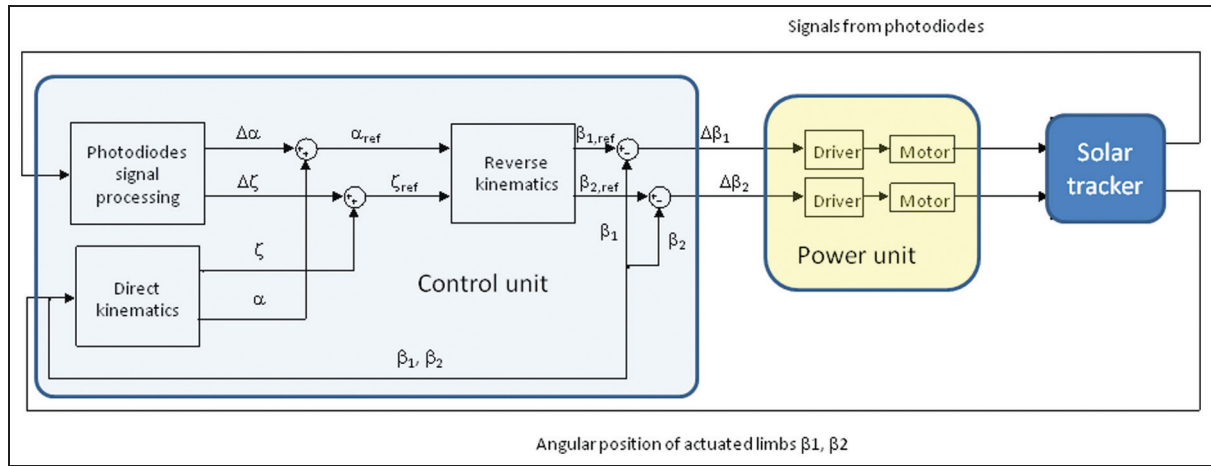 Signals from photodiodes
Δα
α_ref
β_1,ref
Δβ_1
Photodiodes
signal
processing
Reverse
kinematics
Driver
Motor
Solar
tracker
Δζ
ζ_ref
β_2,ref
Δβ_2
Driver
Motor
β_1
β_2
ζ
Power unit
Direct
kinematics
Control unit
α
β_1, β_2
+
+
+
+
+
-
+
-
Angular position of actuated limbs β1, β2